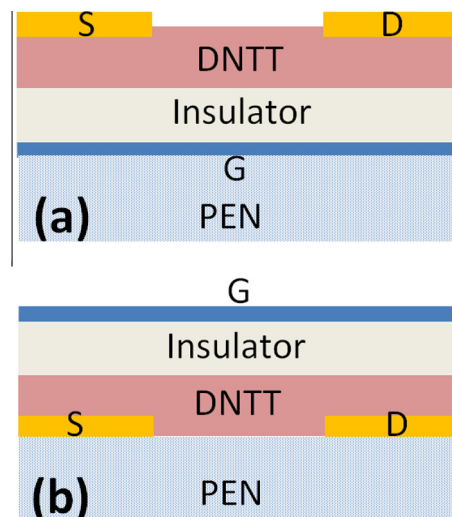 S D
DNTT
Insulator
G
(a) PEN
G
Insulator
DNTT
S D
(b) PEN